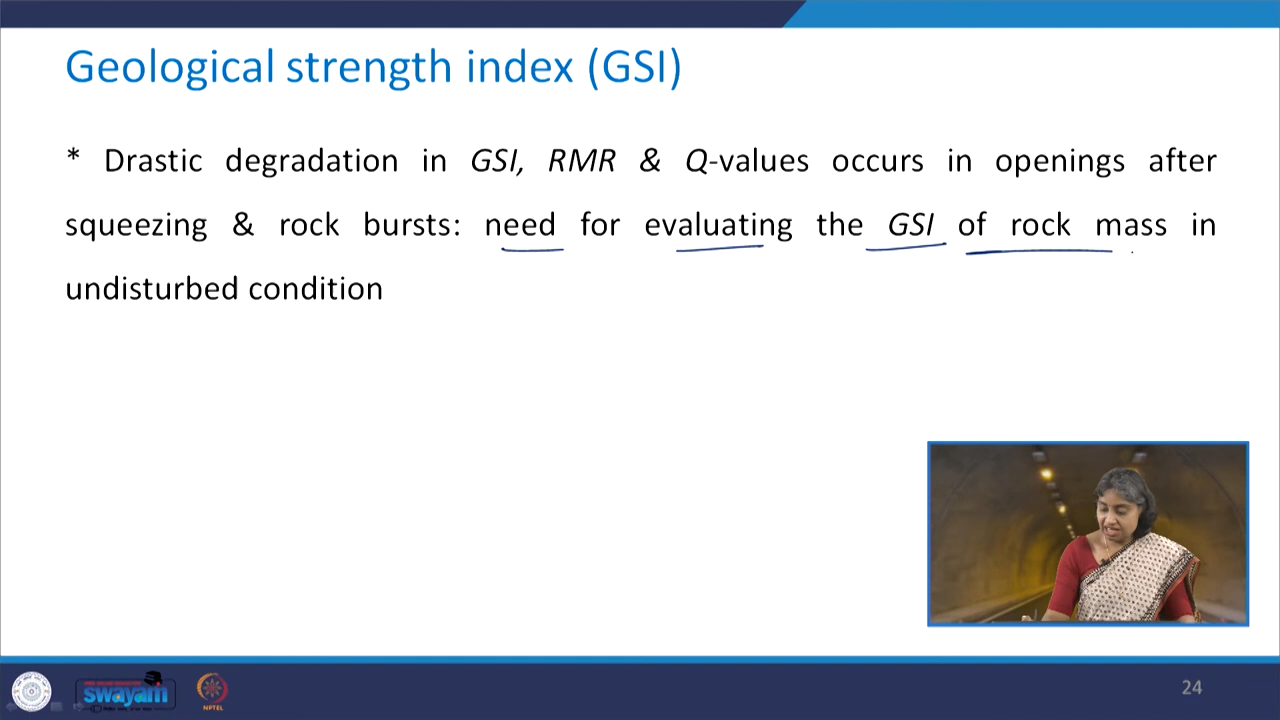 Geological strength index (GSI)
* Drastic degradation in GSI, RMR & Q-values occurs in openings after
squeezing & rock bursts: need for evaluating the GSI of rock mass in
undisturbed condition
swayam
NPTEL
24